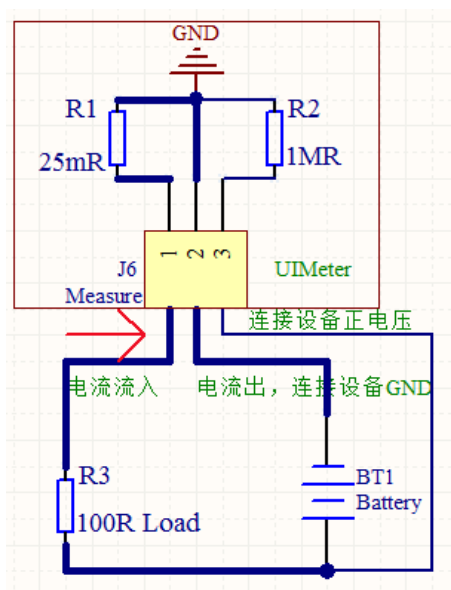 GND
R1
R2
25mR
1MR
1
2
3
J6
UIMeter
Measure
连接设备正电压
电流流入
电流出，连接设备GND
R3
BT1
100R Load
Battery